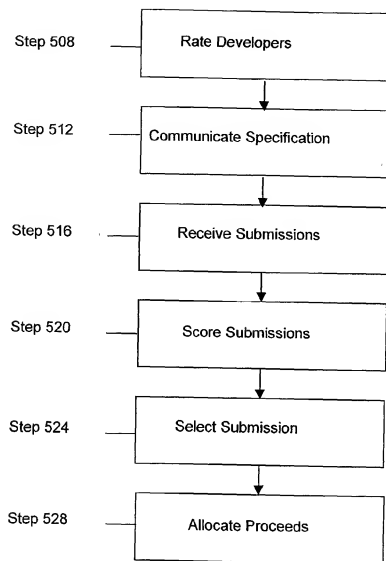 Step 508
Rate Developers
Step 512
Communicate Specification
Step 516
Receive Submissions
Step 520
Score Submissions
Step 524
Select Submission
Step 528
Allocate Proceeds